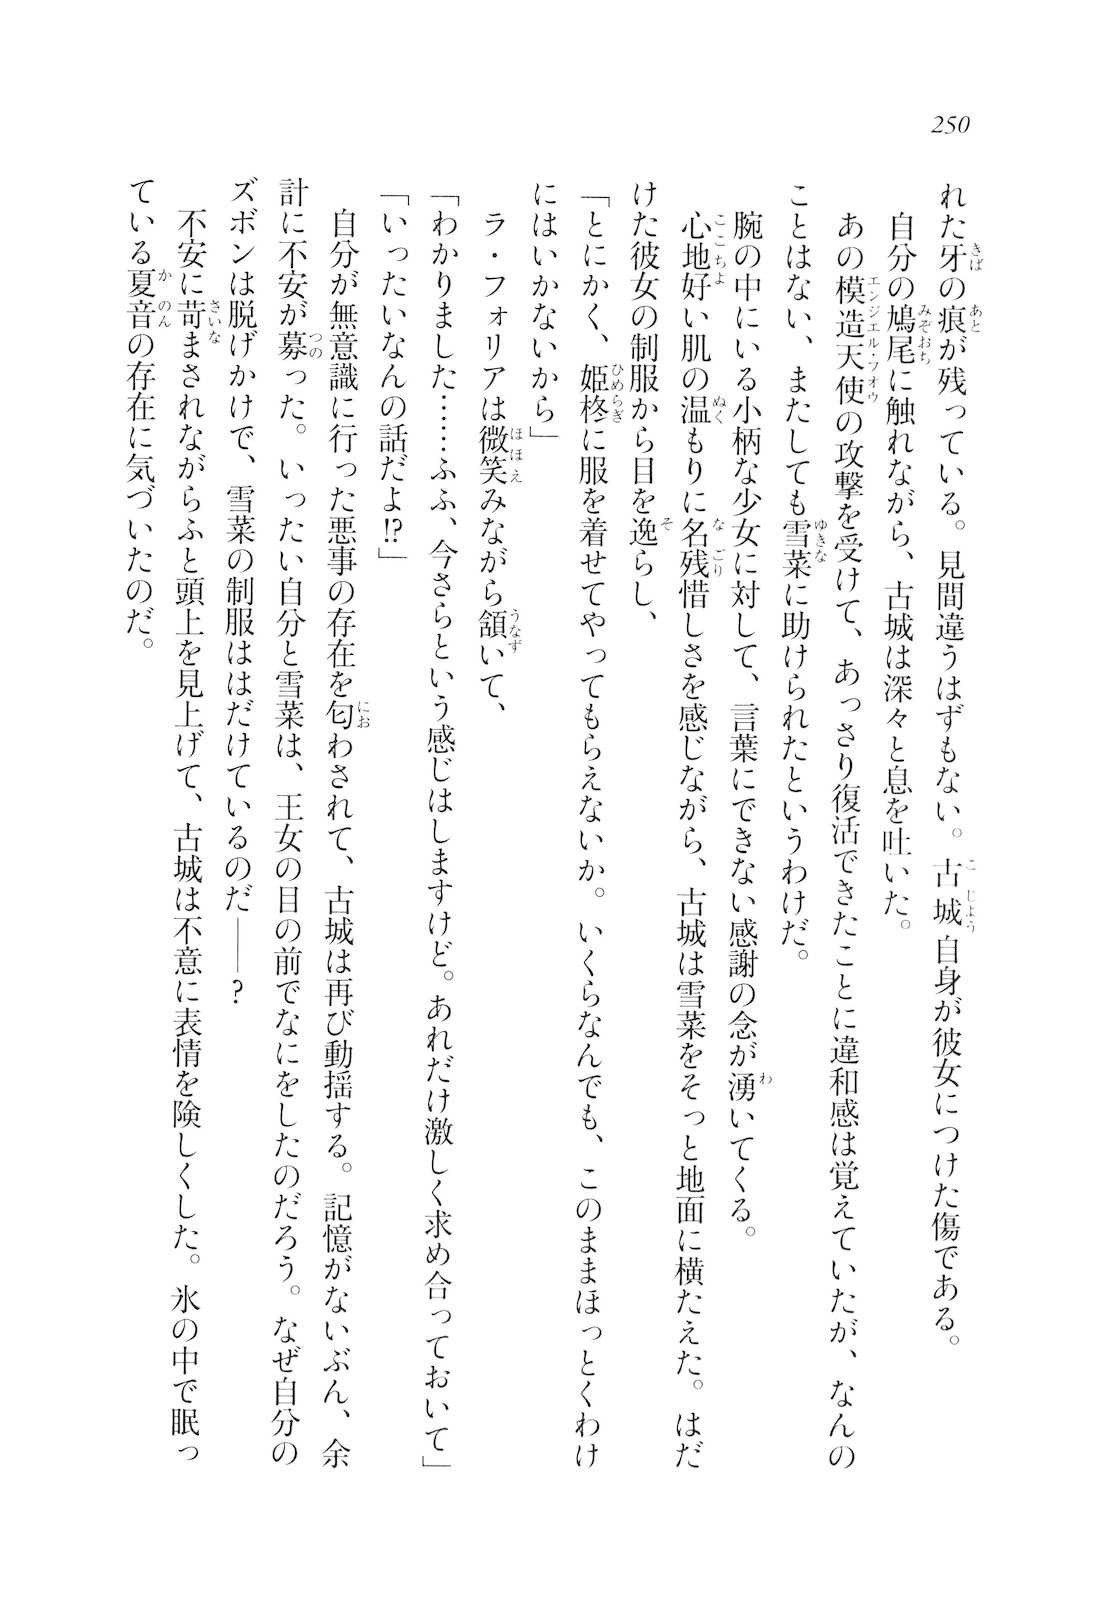 250
れた牙の痕が残っている。見間違うはずもない。古城自身が彼女につけた傷である。
自分の鳩尾に触れながら、古城は深々と息を吐いた。
あの模造天使の攻撃を受けて、あっさり復活できたことに違和感は覚えていたが、なんの
ことはない、またしても雪菜に助けられたというわけだ。
腕の中にいる小柄な少女に対して、言葉にできない感謝の念が湧いてくる。
心地好い肌の温もりに名残惜しさを感じながら、古城は雪菜をそっと地面に横たえた。はだ
けた彼女の制服から目を逸らし、
「とにかく、姫柊に服を着せてやってもらえないか。いくらなんでも、このままほっとくわけ
にはいかないから」
ラ・フォリアは微笑みながら頷いて、
「わかりました……ふふ、今さらという感じはしますけど。あれだけ激しく求め合っておいて」
「いったいなんの話だよ!?」
自分が無意識に行った悪事の存在を匂わされて、古城は再び動揺する。記憶がないぶん、余
計に不安が募った。いったい自分と雪菜は、王女の目の前でなにをしたのだろう。なぜ自分の
ズボンは脱げかけで、雪菜の制服ははだけているのだ――?
不安に苛まされながらふと頭上を見上げて、古城は不意に表情を険しくした。氷の中で眠っ
ている夏音の存在に気づいたのだ。